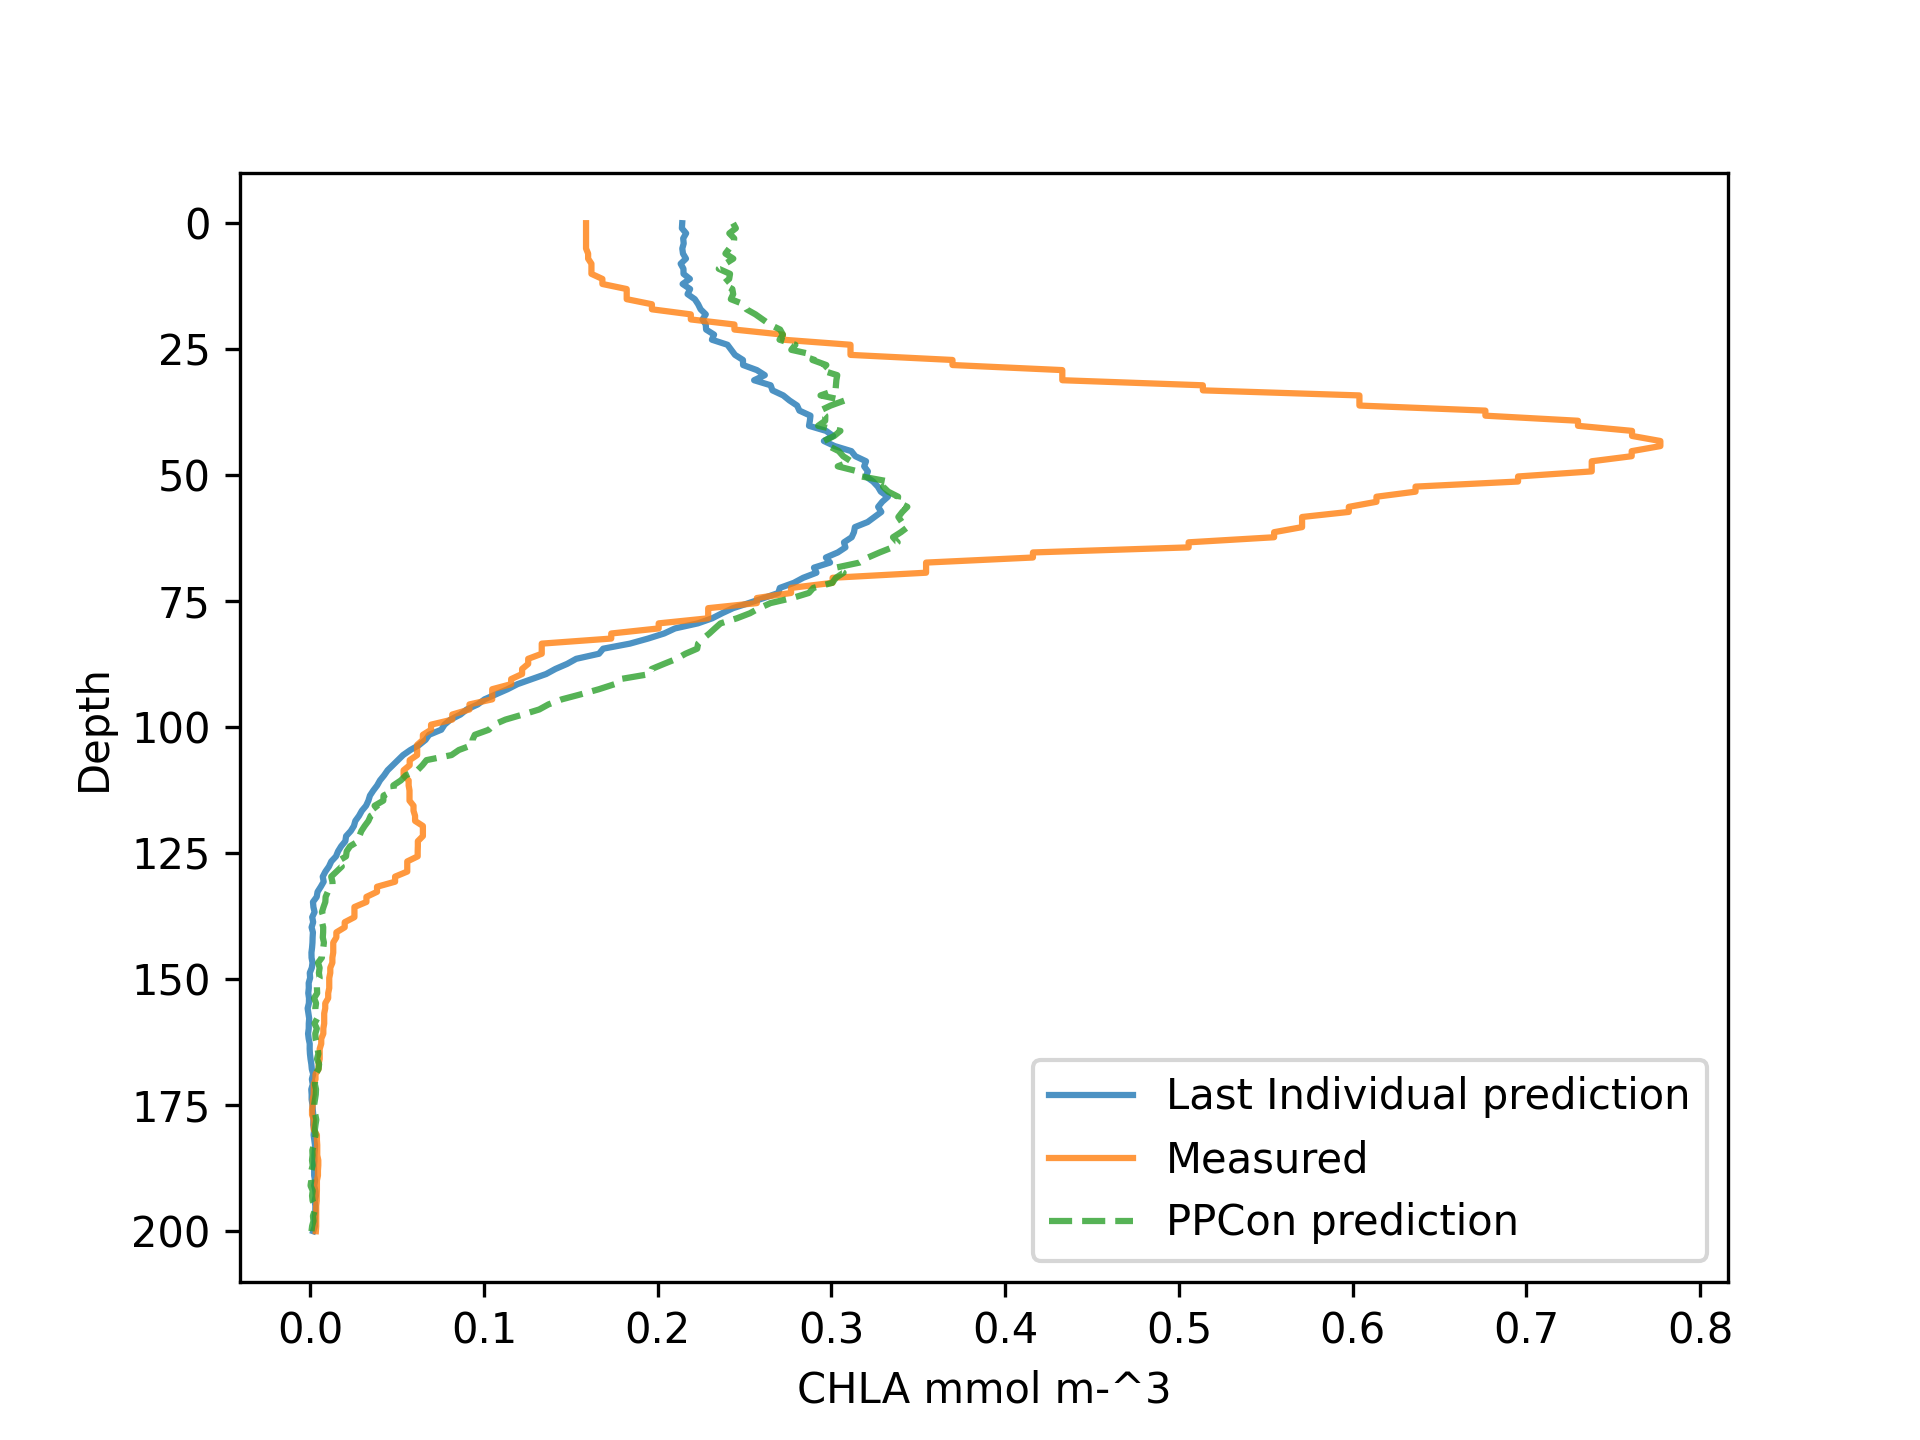 0
25
50
75
100
125
150
175
200
Depth
0.0 0.1 0.2 0.3 0.4 0.5 0.6 0.7 0.8
CHLA mmol m-^3
Last Individual prediction
Measured
PPCon prediction